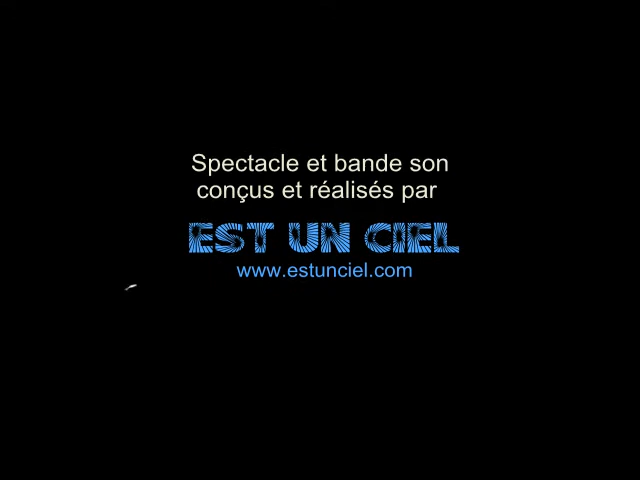 Spectacle et bande son
conçus et réalisés par
EST UN CIEL
www.estunciel.com